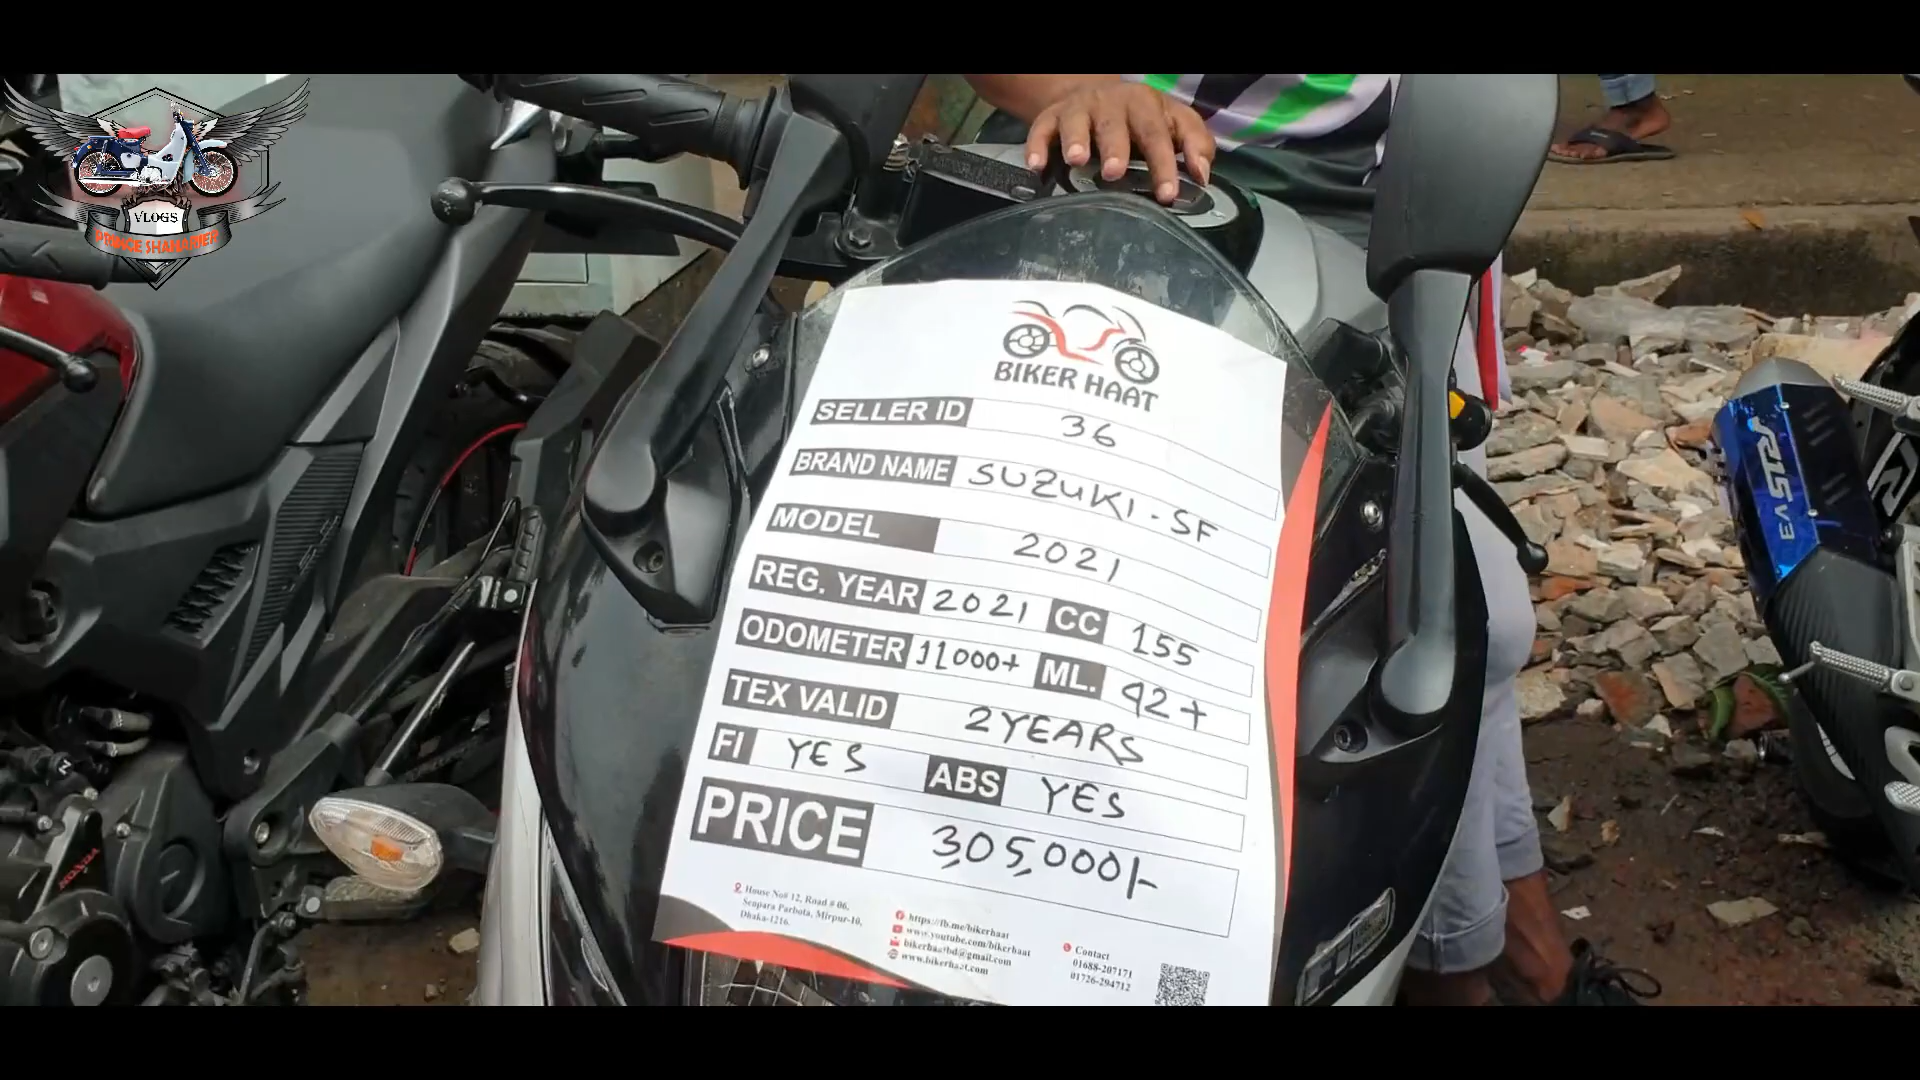 VLOGS
PRINCE SHAHARIER
BIKER HAAT
SELLER ID 36
BRAND NAME SUZUKI - SF
MODEL 2021
REG. YEAR 2021 CC 155
ODOMETER 11000+ ML. 42+
TEX VALID 2YEARS
FI YES ABS YES
PRICE 305,000/-
House No# 12, Road # 06,
Senpara Parbota, Mirpur-10,
Dhaka-1216.
https://fb.me/bikerhaat
www.youtube.com/bikerhaat
bikerhaatbd@gmail.com
www.bikerhaat.com
Contact
01688-207171
01726-294712
HONDA
R15
V3
FI